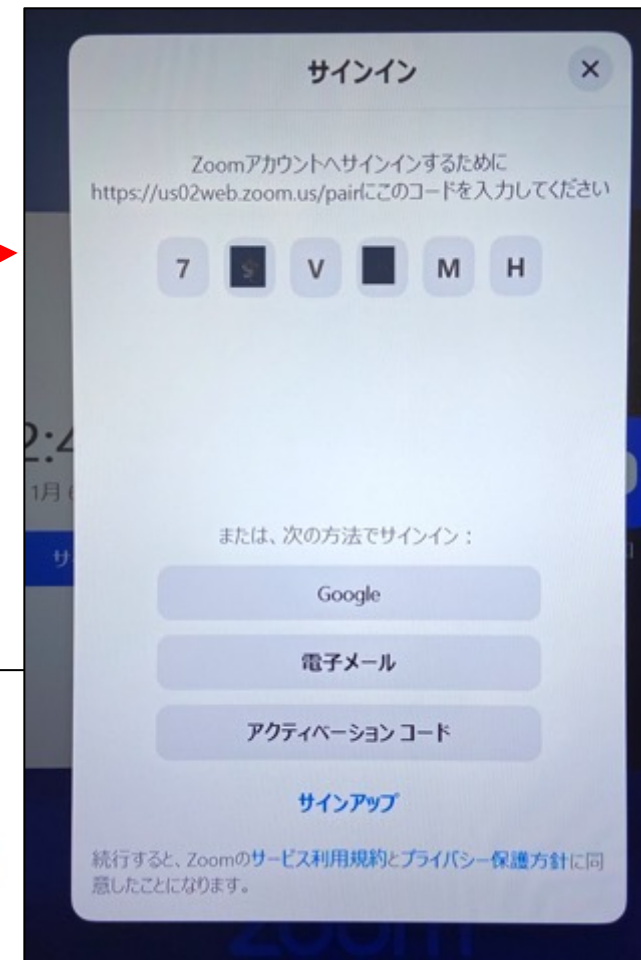 サインイン
Zoomアカウントへサインインするために
https://us02web.zoom.us/pairにこのコードを入力してください
7 V M H
2:4
1月
または、次の方法でサインイン：
サ
Google
電子メール
アクティベーション コード
サインアップ
続行すると、Zoomのサービス利用規約とプライバシー保護方針に同
意したことになります。
zoom